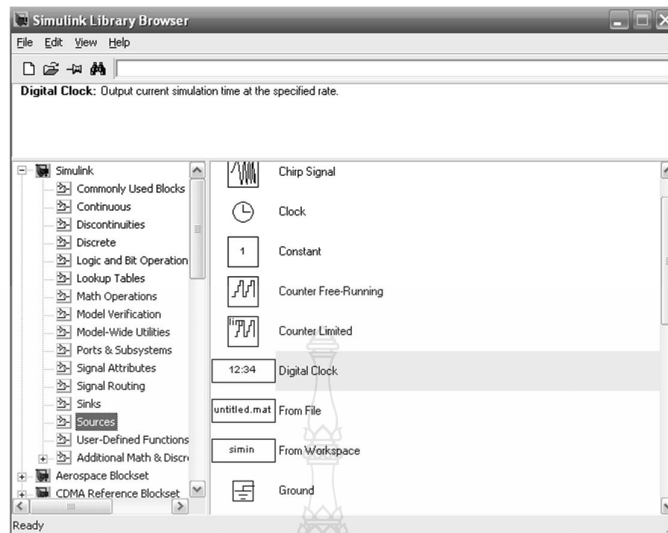 Simulink Library Browser
File Edit View Help
Digital Clock: Output current simulation time at the specified rate.
Simulink
Commonly Used Blocks
Continuous
Discontinuities
Discrete
Logic and Bit Operation
Lookup Tables
Math Operations
Model Verification
Model-Wide Utilities
Ports & Subsystems
Signal Attributes
Signal Routing
Sinks
Sources
User-Defined Functions
Additional Math & Discr
Aerospace Blockset
CDMA Reference Blockset
Chirp Signal
Clock
1 Constant
Counter Free-Running
lim Counter Limited
12:34 Digital Clock
untitled.mat From File
simin From Workspace
Ground
Ready